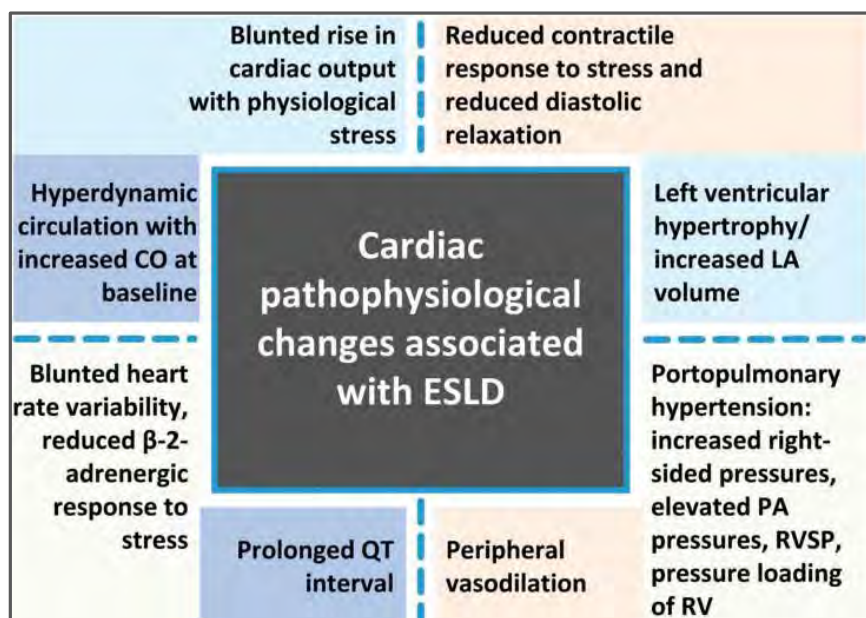 Blunted rise in
cardiac output
with physiological
stress
Reduced contractile
response to stress and
reduced diastolic
relaxation
Hyperdynamic
circulation with
increased CO at
baseline
Cardiac
pathophysiological
changes associated
with ESLD
Left ventricular
hypertrophy/
increased LA
volume
Blunted heart
rate variability,
reduced β-2-
adrenergic
response to
stress
Prolonged QT
interval
Peripheral
vasodilation
Portopulmonary
hypertension:
increased right-
sided pressures,
elevated PA
pressures, RVSP,
pressure loading
of RV